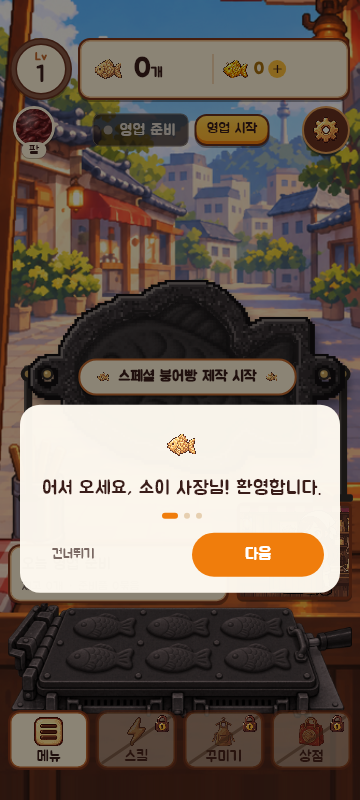 Lv
1
0개
0 +
팥
영업 준비
영업 시작
스페셜 붕어빵 제작 시작
어서 오세요, 소이 사장님! 환영합니다.
건너뛰기
다음
메뉴
스킬
꾸미기
상점